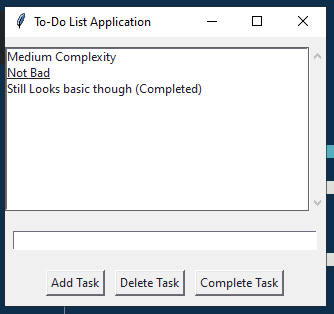 To-Do List Application
Medium Complexity
Not Bad
Still Looks basic though (Completed)
Add Task
Delete Task
Complete Task